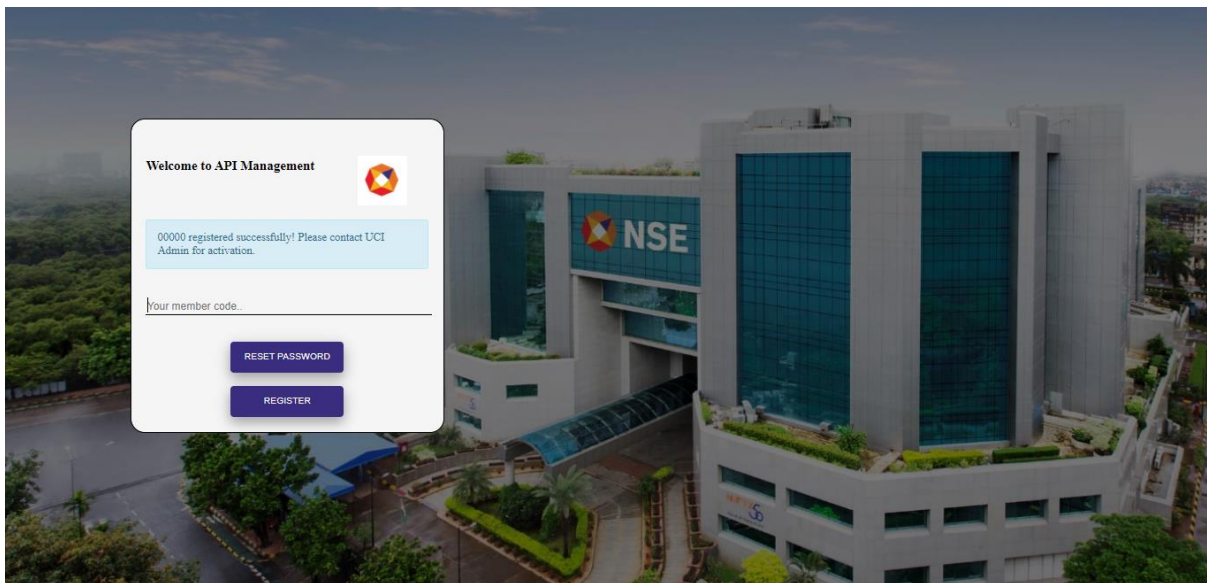 Welcome to API Management
00000 registered successfully! Please contact UCI
Admin for activation.
Your member code..
RESET PASSWORD
REGISTER
NSE